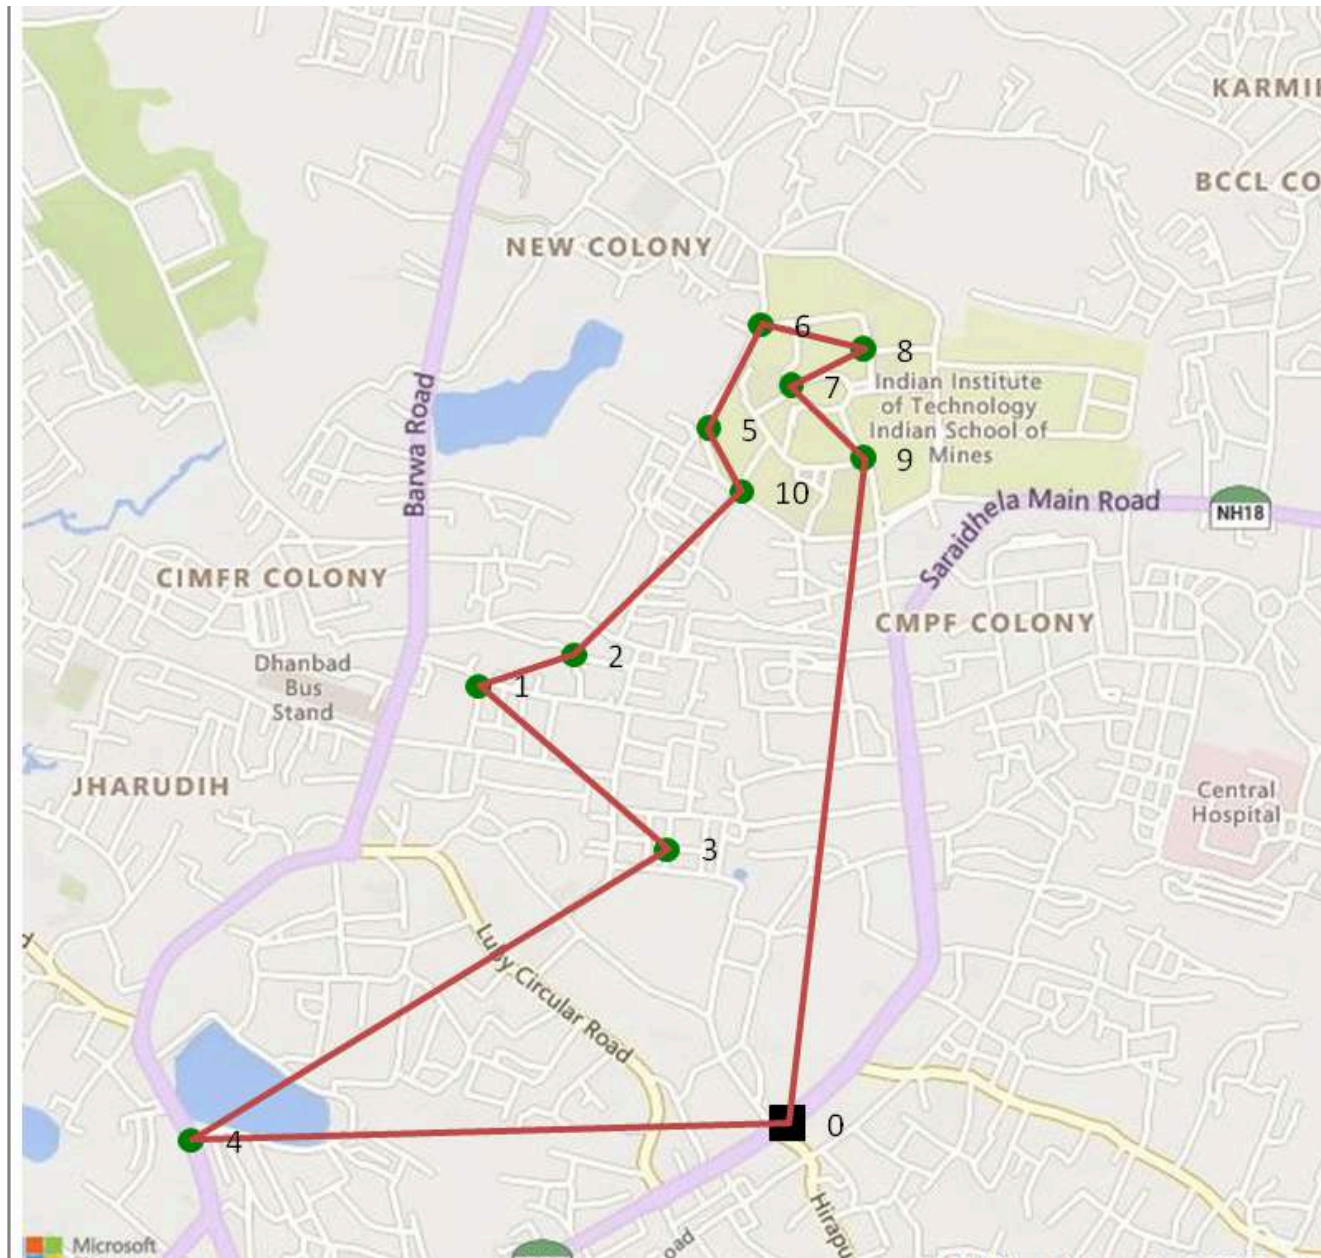 KARMI
BCCL CO
NEW COLONY
6
8
7
Indian Institute
of Technology
Indian School of
Mines
5
9
10
Barwa Road
Saraidhela Main Road
NH18
CIMFR COLONY
CMPF COLONY
2
Dhanbad
Bus
Stand
1
JHARUDIH
Central
Hospital
3
Luby Circular Road
0
4
Hirapu
oad
Microsoft